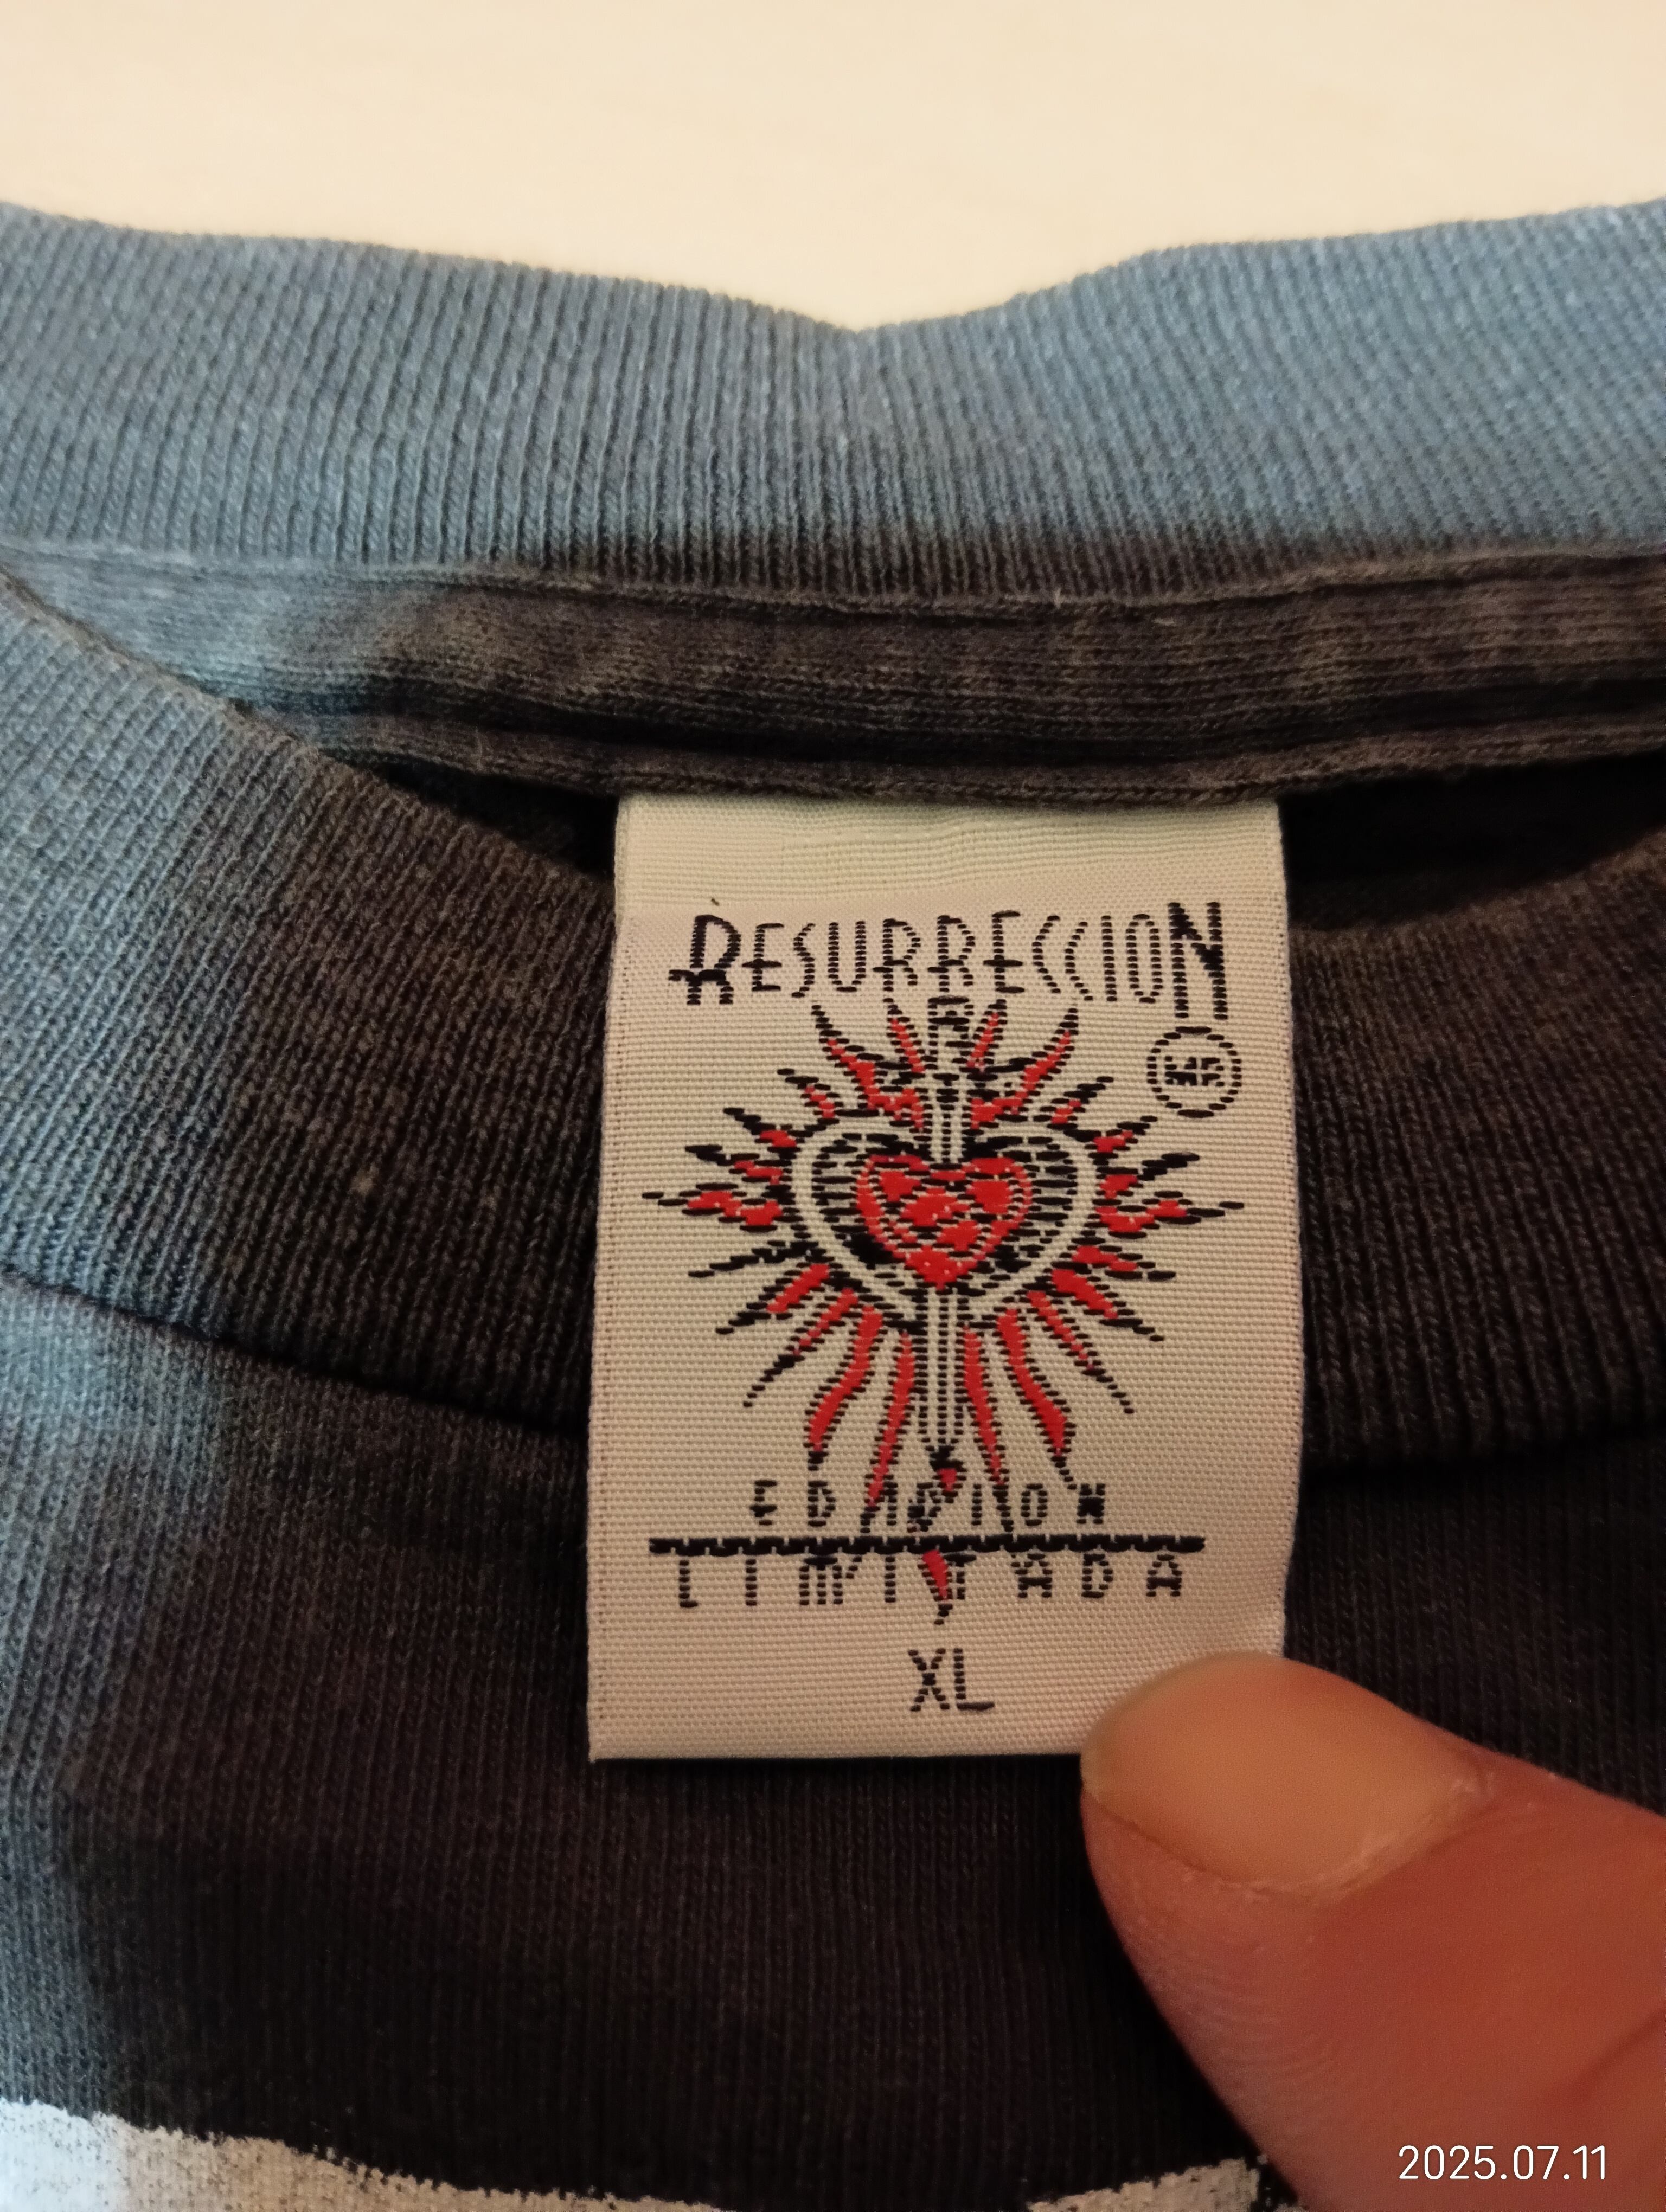 RESURRECCION
MR
EDICION
LIMITADA
XL
2025.07.11